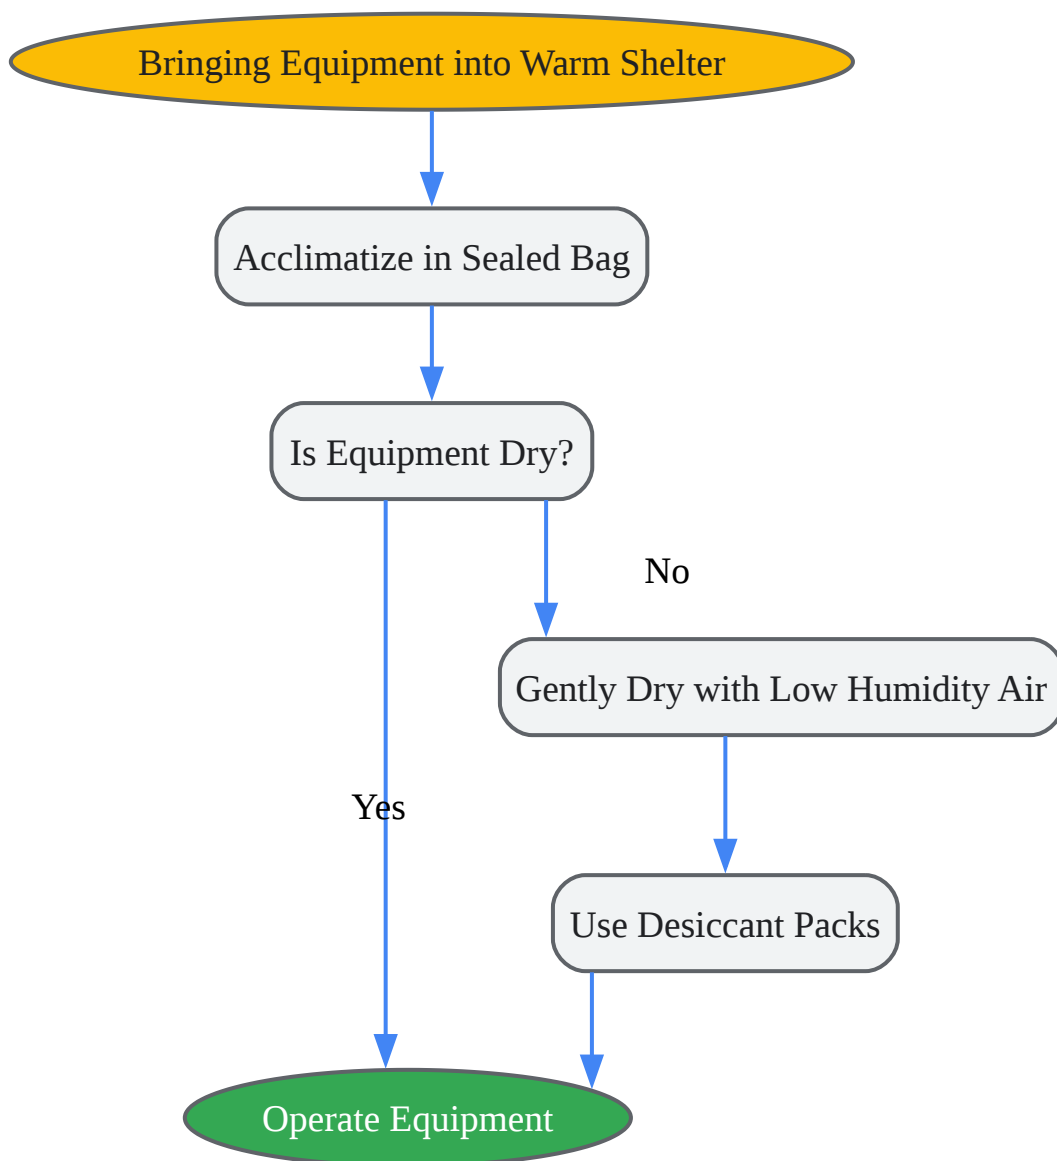 Bringing Equipment into Warm Shelter
Acclimatize in Sealed Bag
Is Equipment Dry?
No
Gently Dry with Low Humidity Air
Yes
Use Desiccant Packs
Operate Equipment